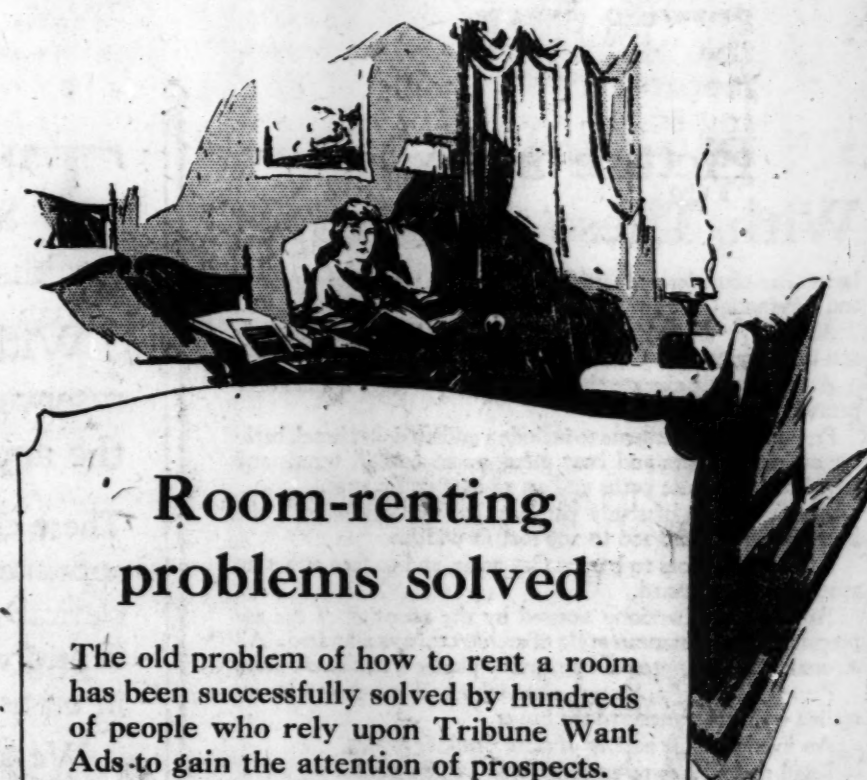 Room-renting
problems solved
The old problem of how to rent a room
has been successfully solved by hundreds
of people who rely upon Tribune Want
Ads to gain the attention of prospects.